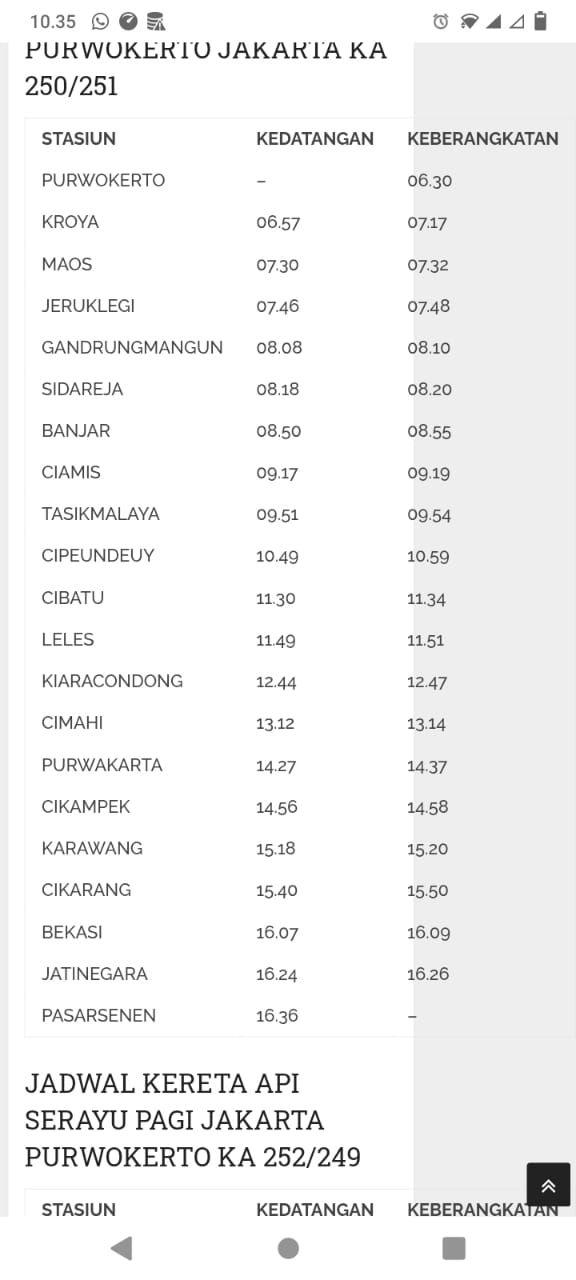 10.35
PURWOKERTO JAKARTA KA
250/251
STASIUN KEDATANGAN KEBERANGKATAN
PURWOKERTO – 06.30
KROYA 06.57 07.17
MAOS 07.30 07.32
JERUKLEGI 07.46 07.48
GANDRUNGMANGUN 08.08 08.10
SIDAREJA 08.18 08.20
BANJAR 08.50 08.55
CIAMIS 09.17 09.19
TASIKMALAYA 09.51 09.54
CIPEUNDEUY 10.49 10.59
CIBATU 11.30 11.34
LELES 11.49 11.51
KIARACONDONG 12.44 12.47
CIMAHI 13.12 13.14
PURWAKARTA 14.27 14.37
CIKAMPEK 14.56 14.58
KARAWANG 15.18 15.20
CIKARANG 15.40 15.50
BEKASI 16.07 16.09
JATINEGARA 16.24 16.26
PASARSENEN 16.36 –
JADWAL KERETA API
SERAYU PAGI JAKARTA
PURWOKERTO KA 252/249
STASIUN KEDATANGAN KEBERANGKATAN